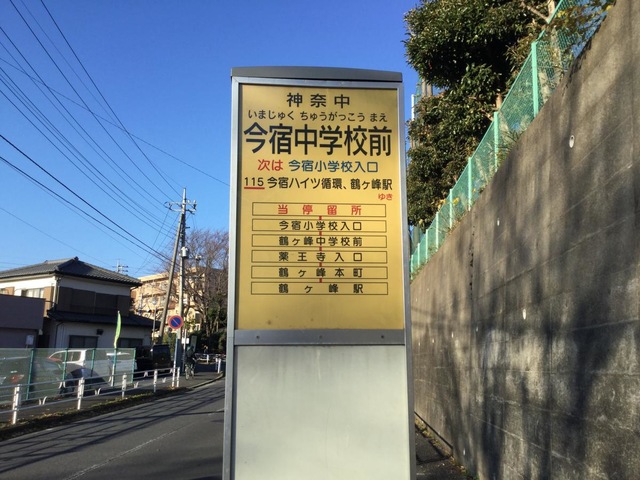 神奈中
いまじゅくちゅうがっこうまえ
今宿中学校前
次は 今宿小学校入口
115 今宿ハイツ循環、鶴ヶ峰駅
ゆき
当停留所
今宿小学校入口
鶴ヶ峰中学校前
薬王寺入口
鶴ヶ峰本町
鶴ヶ峰駅